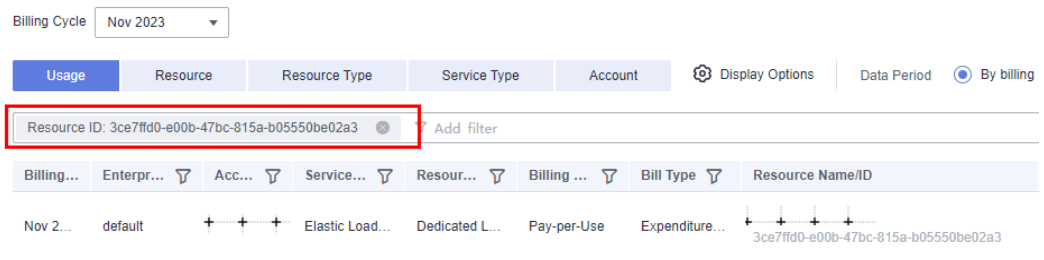 Billing Cycle Nov 2023
Usage Resource Resource Type Service Type Account Display Options Data Period By billing
Resource ID: 3ce7ffd0-e00b-47bc-815a-b05550be02a3 Add filter
Billing... Enterpr... Acc... Service... Resour... Billing ... Bill Type Resource Name/ID
Nov 2... default Elastic Load... Dedicated L... Pay-per-Use Expenditure...
3ce7ffd0-e00b-47bc-815a-b05550be02a3